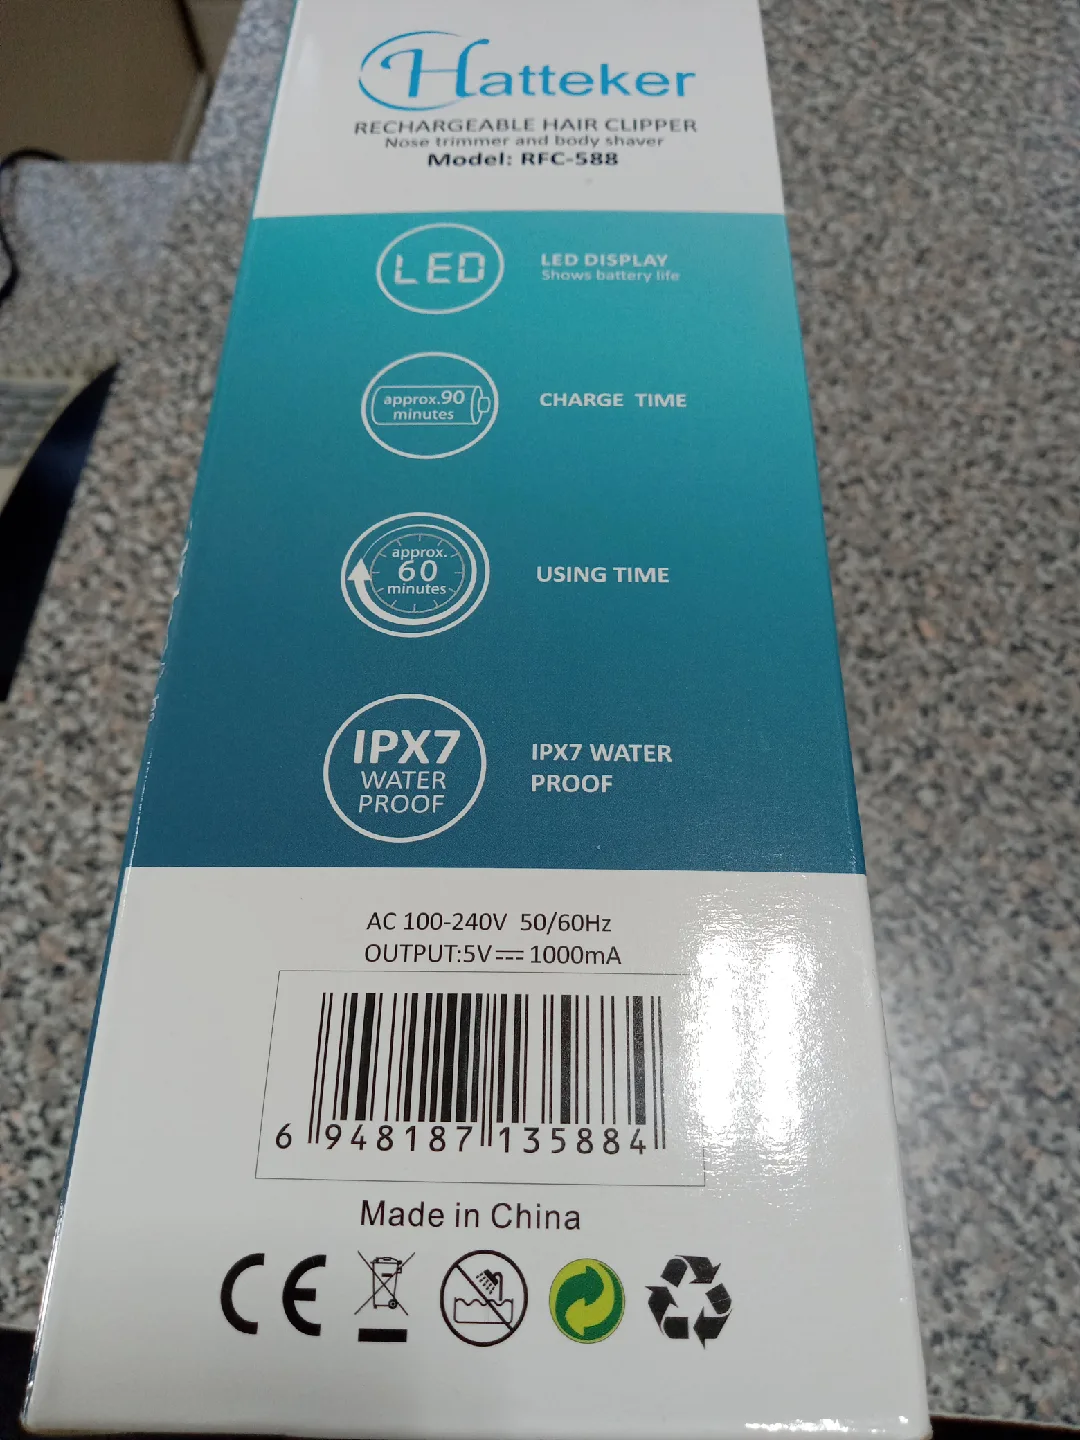 Hatteker
RECHARGEABLE HAIR CLIPPER
Nose trimmer and body shaver
Model: RFC-588
LED
LED DISPLAY
Shows battery life
approx.90
minutes
CHARGE TIME
approx.
60
minutes
USING TIME
IPX7
WATER
PROOF
IPX7 WATER
PROOF
AC 100-240V 50/60Hz
OUTPUT:5V⎓1000mA
6 948187 135884
Made in China
CE